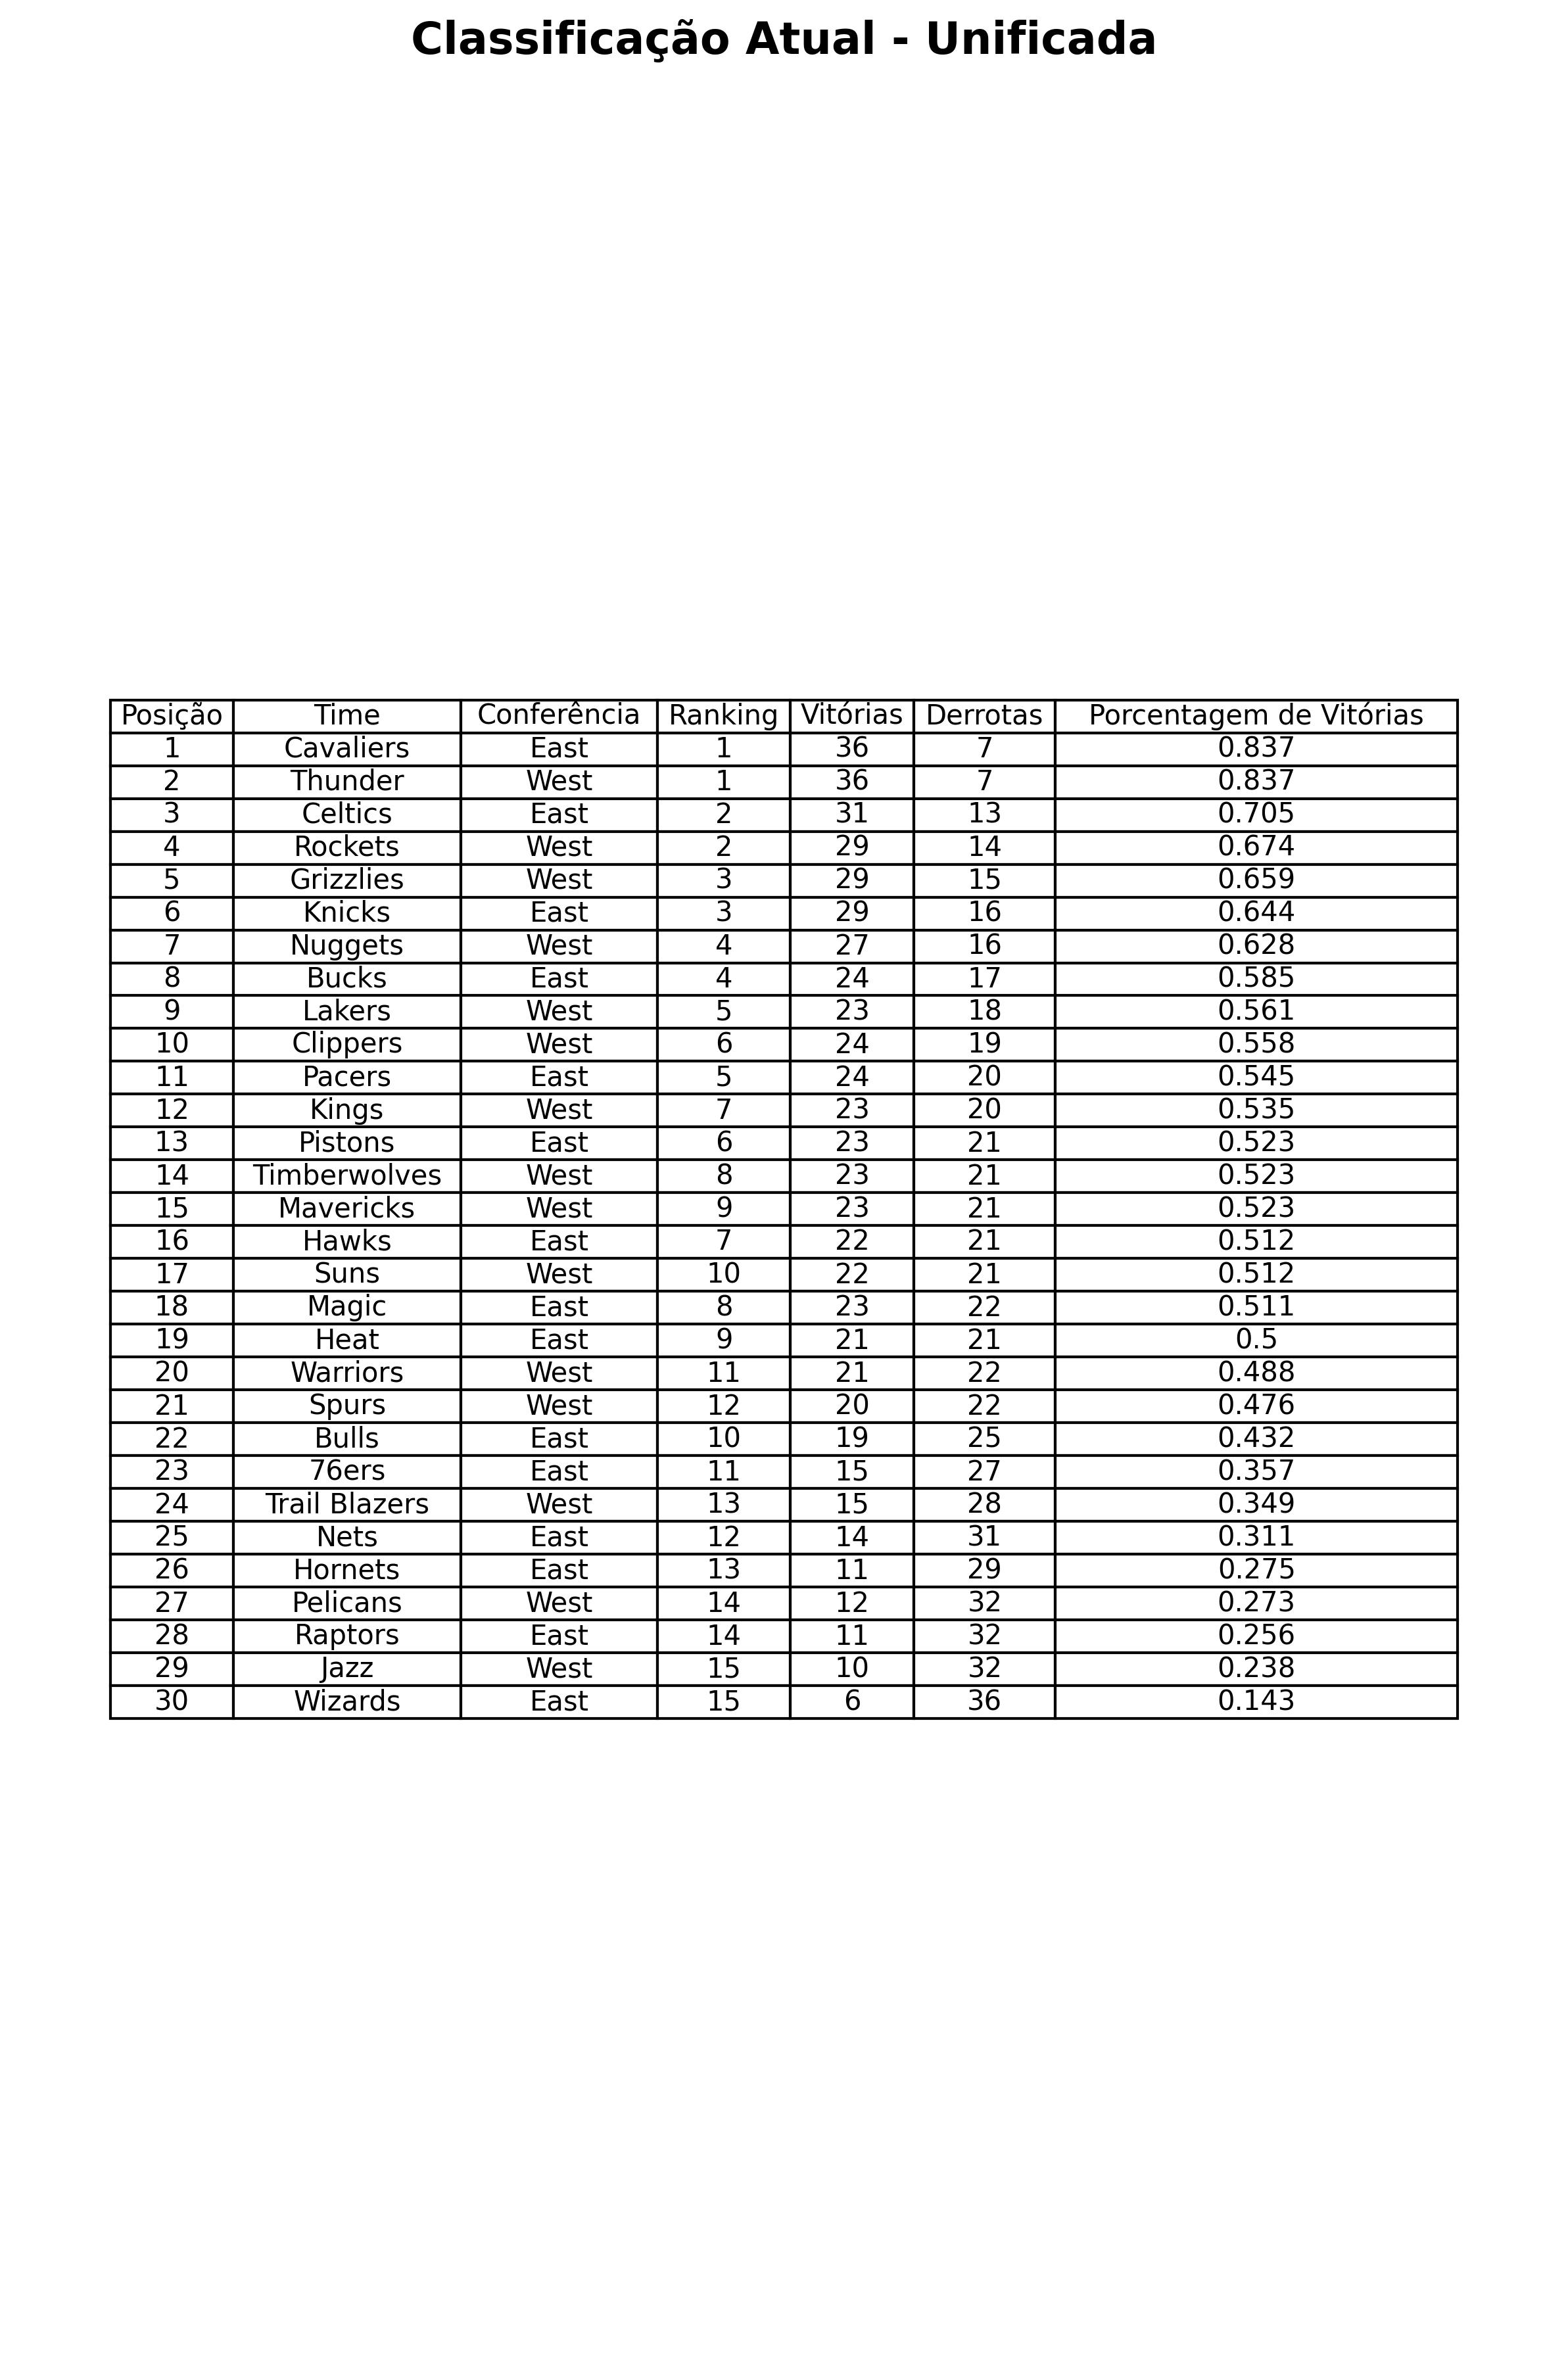 Classificação Atual - Unificada
Posição Time Conferência Ranking Vitórias Derrotas Porcentagem de Vitórias
1 Cavaliers East 1 36 7 0.837
2 Thunder West 1 36 7 0.837
3 Celtics East 2 31 13 0.705
4 Rockets West 2 29 14 0.674
5 Grizzlies West 3 29 15 0.659
6 Knicks East 3 29 16 0.644
7 Nuggets West 4 27 16 0.628
8 Bucks East 4 24 17 0.585
9 Lakers West 5 23 18 0.561
10 Clippers West 6 24 19 0.558
11 Pacers East 5 24 20 0.545
12 Kings West 7 23 20 0.535
13 Pistons East 6 23 21 0.523
14 Timberwolves West 8 23 21 0.523
15 Mavericks West 9 23 21 0.523
16 Hawks East 7 22 21 0.512
17 Suns West 10 22 21 0.512
18 Magic East 8 23 22 0.511
19 Heat East 9 21 21 0.5
20 Warriors West 11 21 22 0.488
21 Spurs West 12 20 22 0.476
22 Bulls East 10 19 25 0.432
23 76ers East 11 15 27 0.357
24 Trail Blazers West 13 15 28 0.349
25 Nets East 12 14 31 0.311
26 Hornets East 13 11 29 0.275
27 Pelicans West 14 12 32 0.273
28 Raptors East 14 11 32 0.256
29 Jazz West 15 10 32 0.238
30 Wizards East 15 6 36 0.143